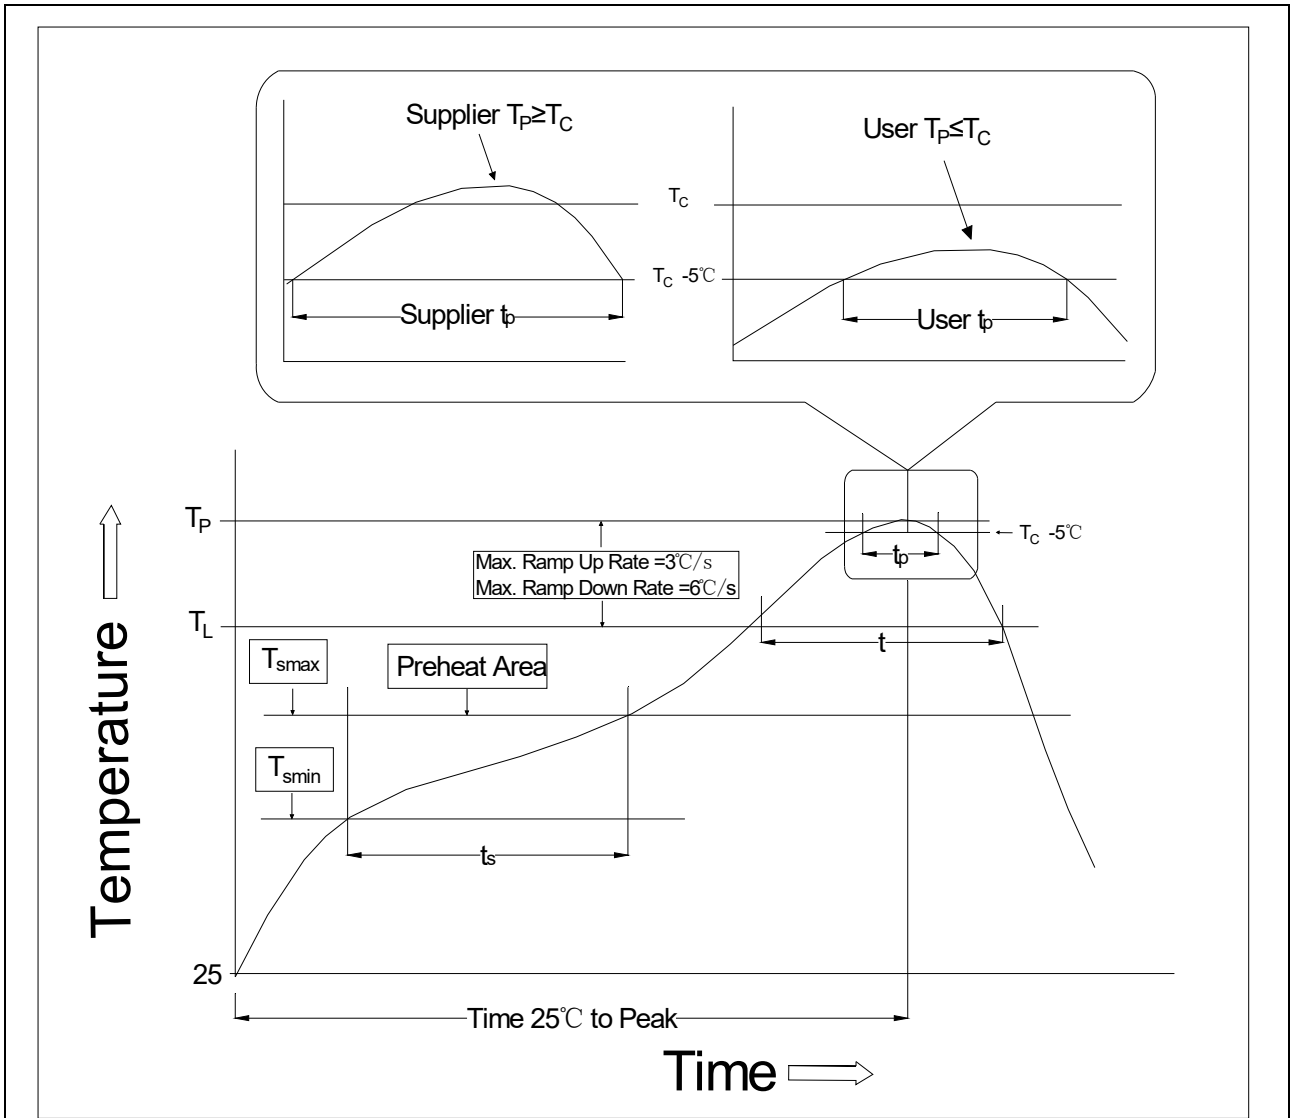 Supplier TP≥TC
User TP≤TC
TC
TC -5℃
Supplier tp
User tp
TP
TC -5℃
Max. Ramp Up Rate =3℃/s
Max. Ramp Down Rate =6℃/s
tp
TL
t
Tsmax
Preheat Area
Tsmin
ts
Temperature
25
Time 25℃ to Peak
Time